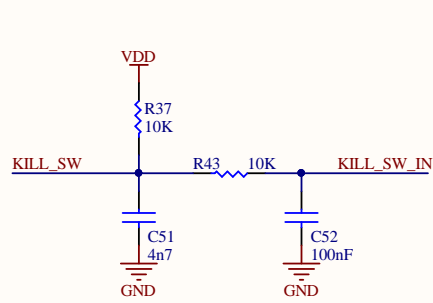 VDD
R37
10K
KILL_SW
R43
10K
KILL_SW_IN
C51
4n7
C52
100nF
GND
GND